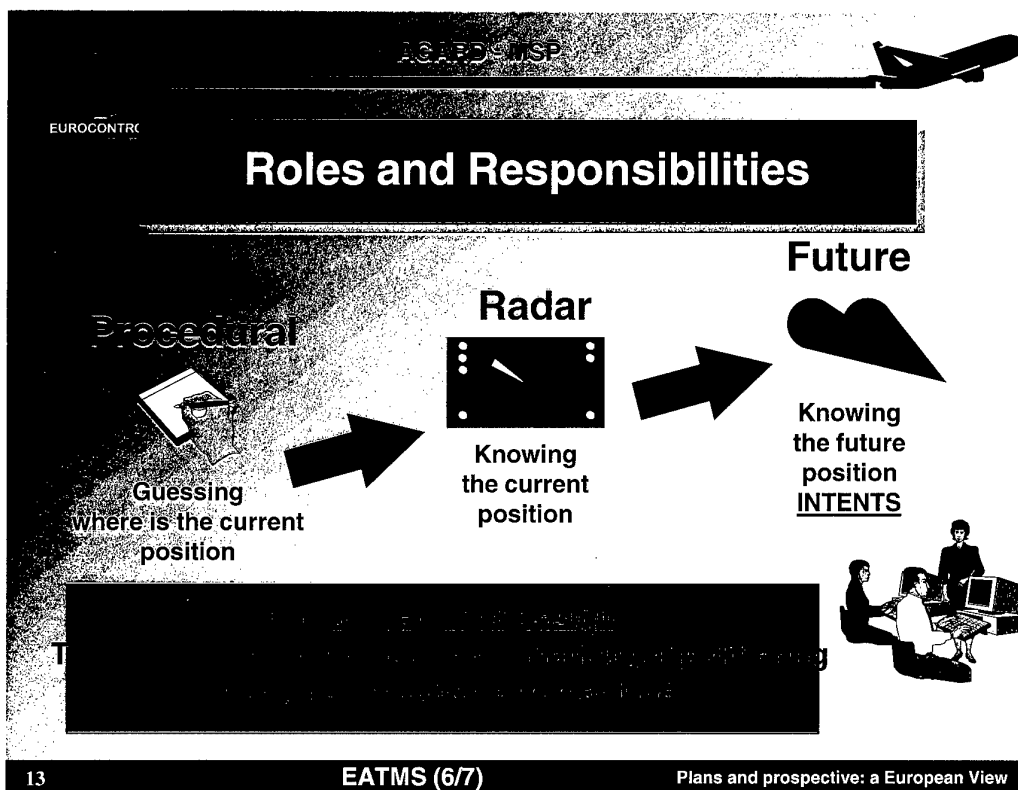 AGARD - MSP
EUROCONTR
Roles and Responsibilities
Future
Radar
Procedural
Knowing
the future
position
INTENTS
Knowing
the current
position
Guessing
where is the current
position
13
EATMS (6/7)
Plans and prospective: a European View